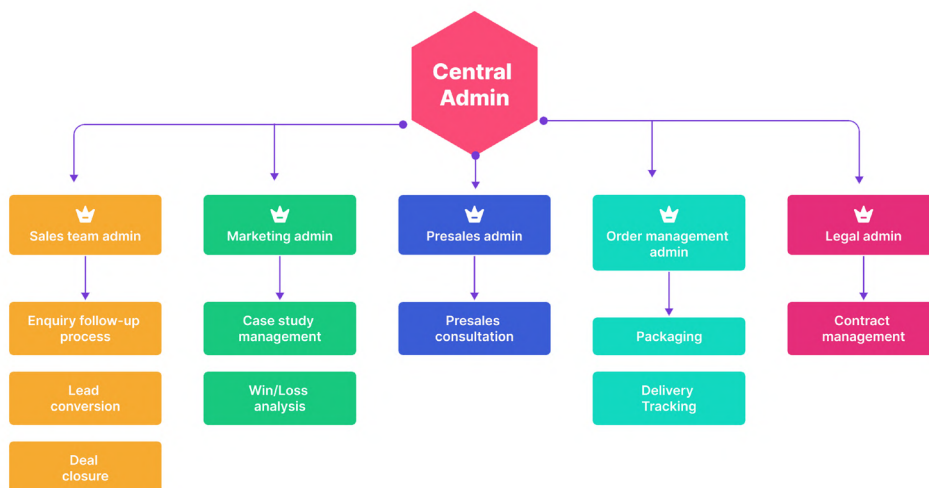 Central
Admin
Sales team admin
Marketing admin
Presales admin
Order management
admin
Legal admin
Enquiry follow-up
process
Case study
management
Presales
consultation
Packaging
Contract
management
Lead
conversion
Win/Loss
analysis
Delivery
Tracking
Deal
closure